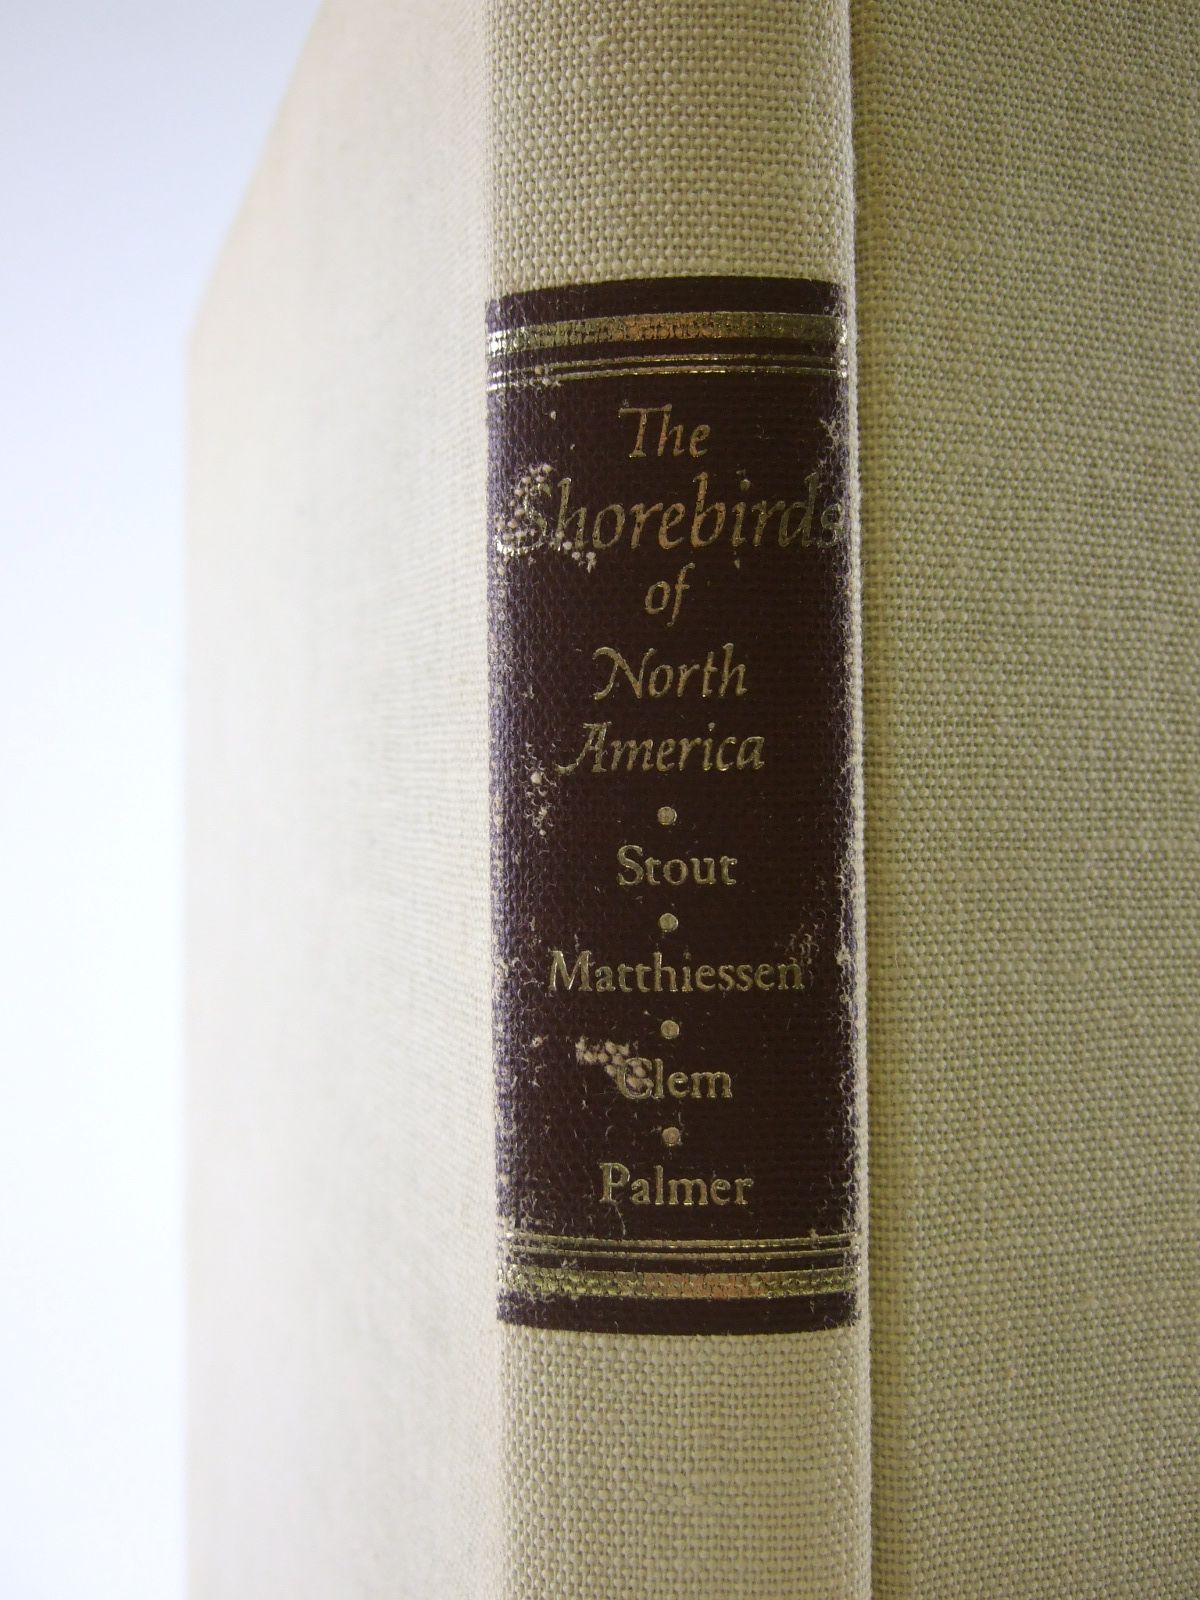 The
Shorebirds
of
North
America
•
Stout
•
Matthiessen
•
Clem
•
Palmer